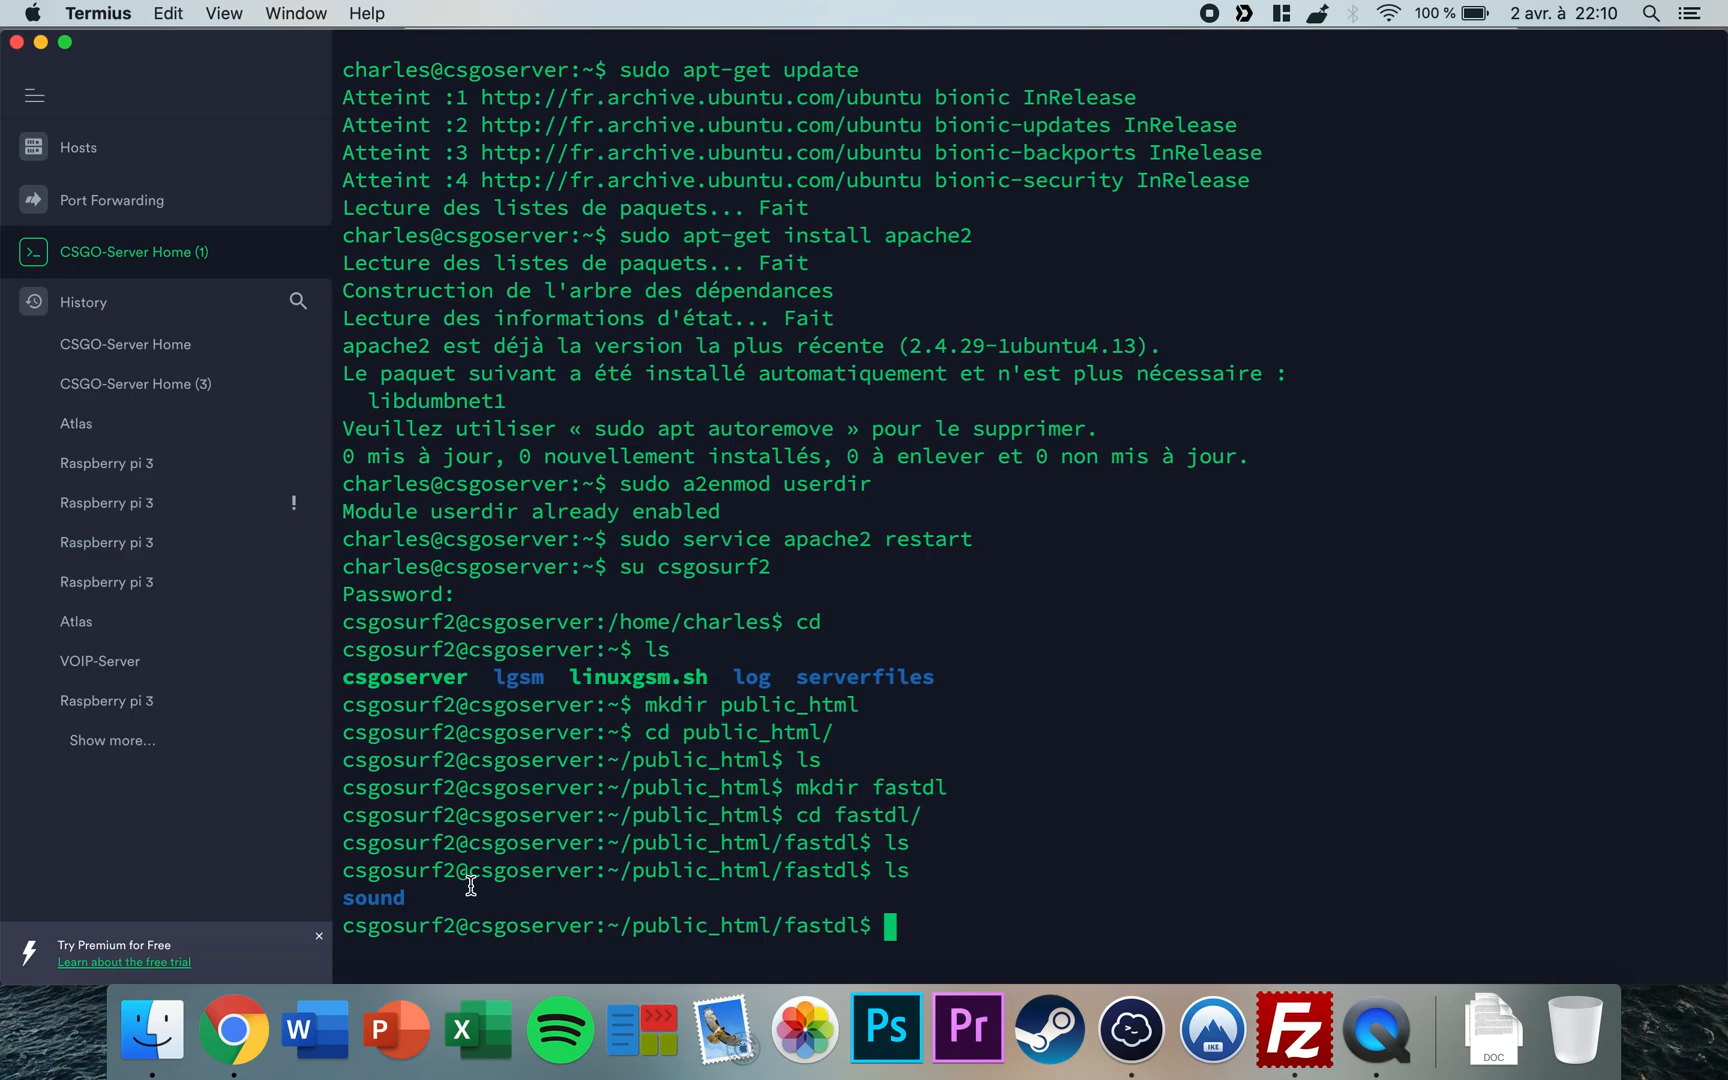 Termius Edit View Window Help 100 % 2 avr. à 22:10
Hosts
Port Forwarding
CSGO-Server Home (1)
History
CSGO-Server Home
CSGO-Server Home (3)
Atlas
Raspberry pi 3
Raspberry pi 3 !
Raspberry pi 3
Raspberry pi 3
Atlas
VOIP-Server
Raspberry pi 3
Show more...
Try Premium for Free
Learn about the free trial
charles@csgoserver:~$ sudo apt-get update
Atteint :1 http://fr.archive.ubuntu.com/ubuntu bionic InRelease
Atteint :2 http://fr.archive.ubuntu.com/ubuntu bionic-updates InRelease
Atteint :3 http://fr.archive.ubuntu.com/ubuntu bionic-backports InRelease
Atteint :4 http://fr.archive.ubuntu.com/ubuntu bionic-security InRelease
Lecture des listes de paquets... Fait
charles@csgoserver:~$ sudo apt-get install apache2
Lecture des listes de paquets... Fait
Construction de l'arbre des dépendances
Lecture des informations d'état... Fait
apache2 est déjà la version la plus récente (2.4.29-1ubuntu4.13).
Le paquet suivant a été installé automatiquement et n'est plus nécessaire :
libdumbnet1
Veuillez utiliser « sudo apt autoremove » pour le supprimer.
0 mis à jour, 0 nouvellement installés, 0 à enlever et 0 non mis à jour.
charles@csgoserver:~$ sudo a2enmod userdir
Module userdir already enabled
charles@csgoserver:~$ sudo service apache2 restart
charles@csgoserver:~$ su csgosurf2
Password:
csgosurf2@csgoserver:/home/charles$ cd
csgosurf2@csgoserver:~$ ls
csgoserver lgsm linuxgsm.sh log serverfiles
csgosurf2@csgoserver:~$ mkdir public_html
csgosurf2@csgoserver:~$ cd public_html/
csgosurf2@csgoserver:~/public_html$ ls
csgosurf2@csgoserver:~/public_html$ mkdir fastdl
csgosurf2@csgoserver:~/public_html$ cd fastdl/
csgosurf2@csgoserver:~/public_html/fastdl$ ls
csgosurf2@csgoserver:~/public_html/fastdl$ ls
sound
csgosurf2@csgoserver:~/public_html/fastdl$
W P X Ps Pr IKE Fz DOC